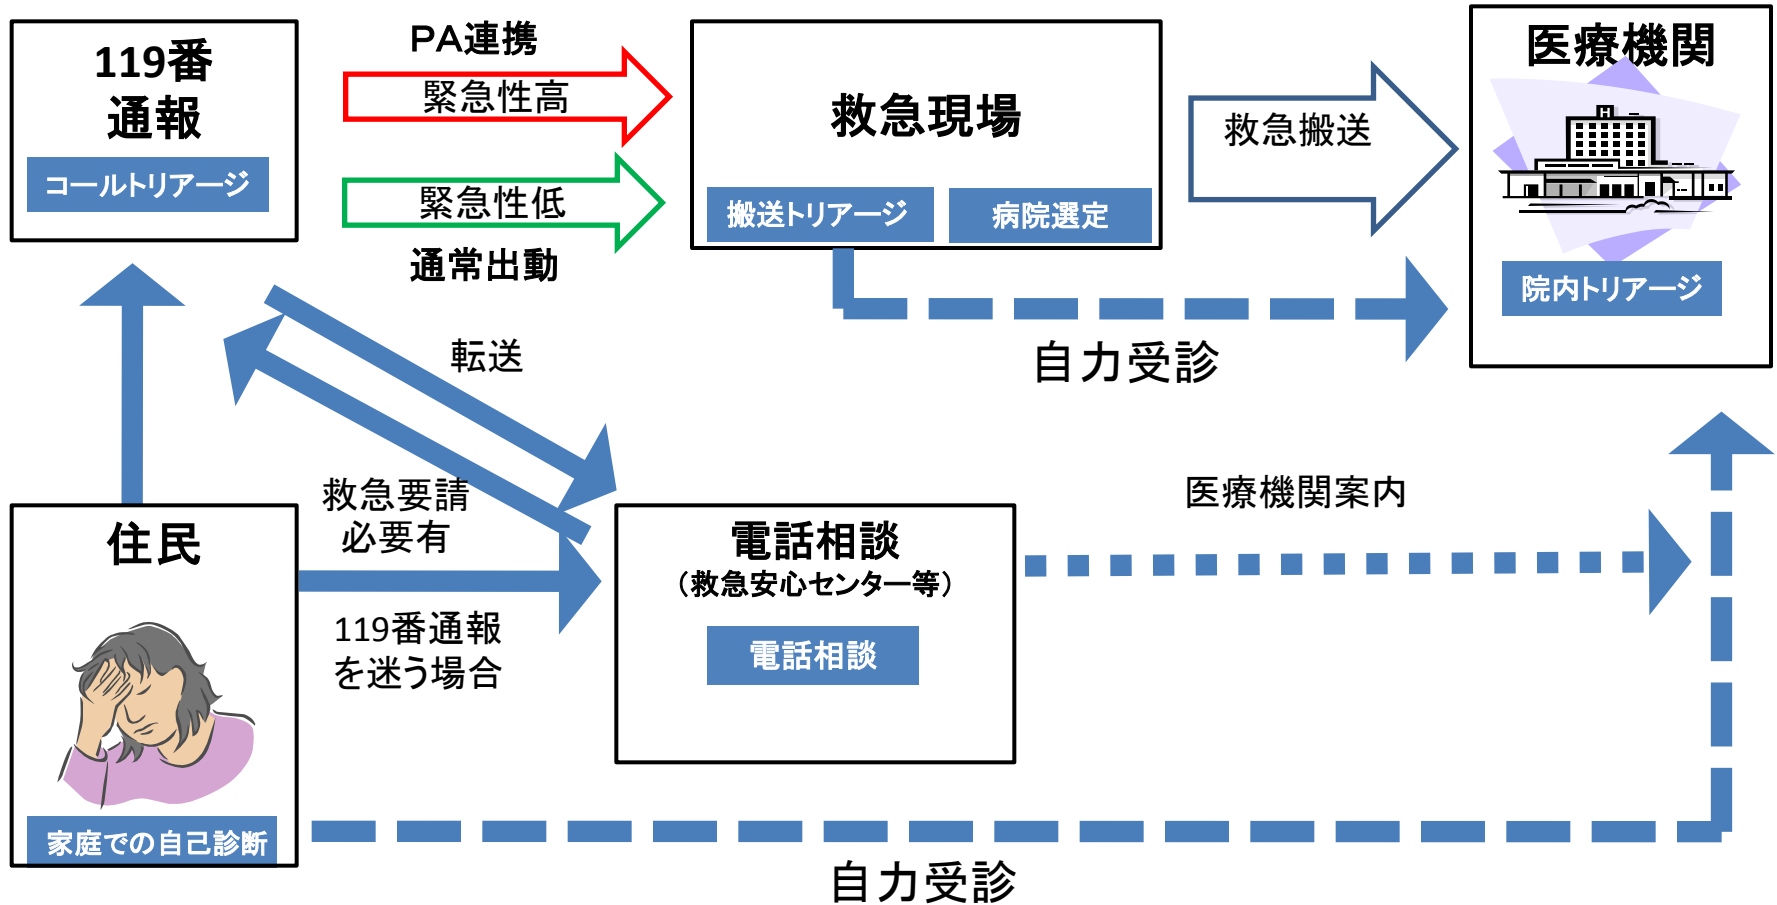 119番
通報
コールトリアージ
PA連携
緊急性高
緊急性低
通常出動
救急現場
搬送トリアージ
病院選定
救急搬送
医療機関
H
院内トリアージ
自力受診
転送
救急要請
必要有
住民
家庭での自己診断
119番通報
を迷う場合
電話相談
（救急安心センター等）
電話相談
医療機関案内
自力受診